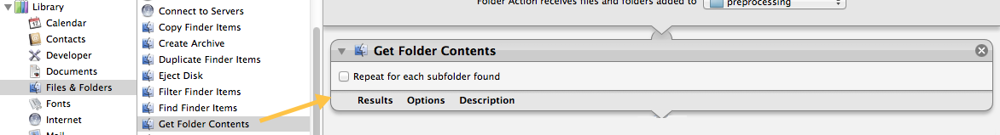 Library
Calendar
Contacts
Developer
Documents
Files & Folders
Fonts
Internet
Mail
Connect to Servers
Copy Finder Items
Create Archive
Duplicate Finder Items
Eject Disk
Filter Finder Items
Find Finder Items
Get Folder Contents
Folder Action receives files and folders added to preprocessing
Get Folder Contents
Repeat for each subfolder found
Results Options Description